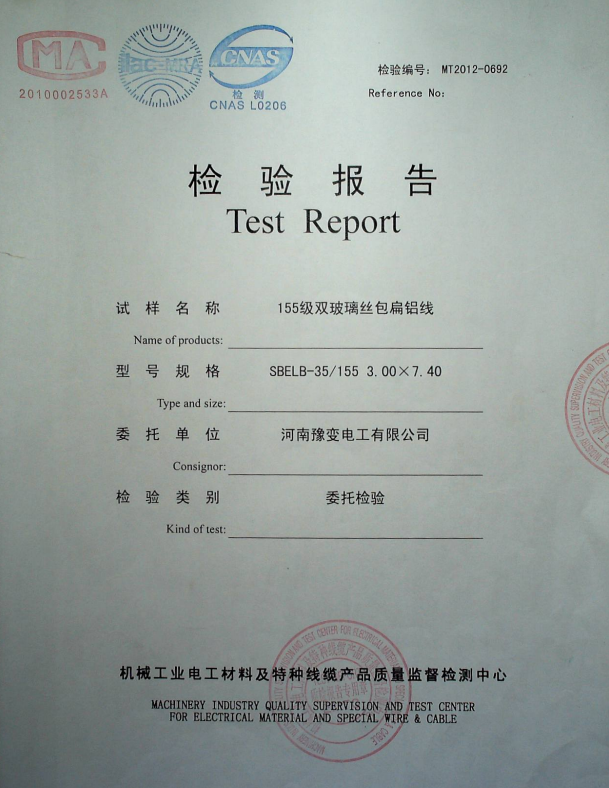 CMA
2010002533A
ilac-MRA
CNAS
检 测
CNAS L0206
检验编号: MT2012-0692
Reference No:
检 验 报 告
Test Report
试 样 名 称 155级双玻璃丝包扁铝线
Name of products:
型 号 规 格 SBELB-35/155 3.00×7.40
Type and size:
委 托 单 位 河南豫变电工有限公司
Consignor:
检 验 类 别 委托检验
Kind of test:
机械工业电工材料及特种线缆产品质量监督检测中心
MACHINERY INDUSTRY QUALITY SUPERVISION AND TEST CENTER
FOR ELECTRICAL MATERIAL AND SPECIAL WIRE & CABLE